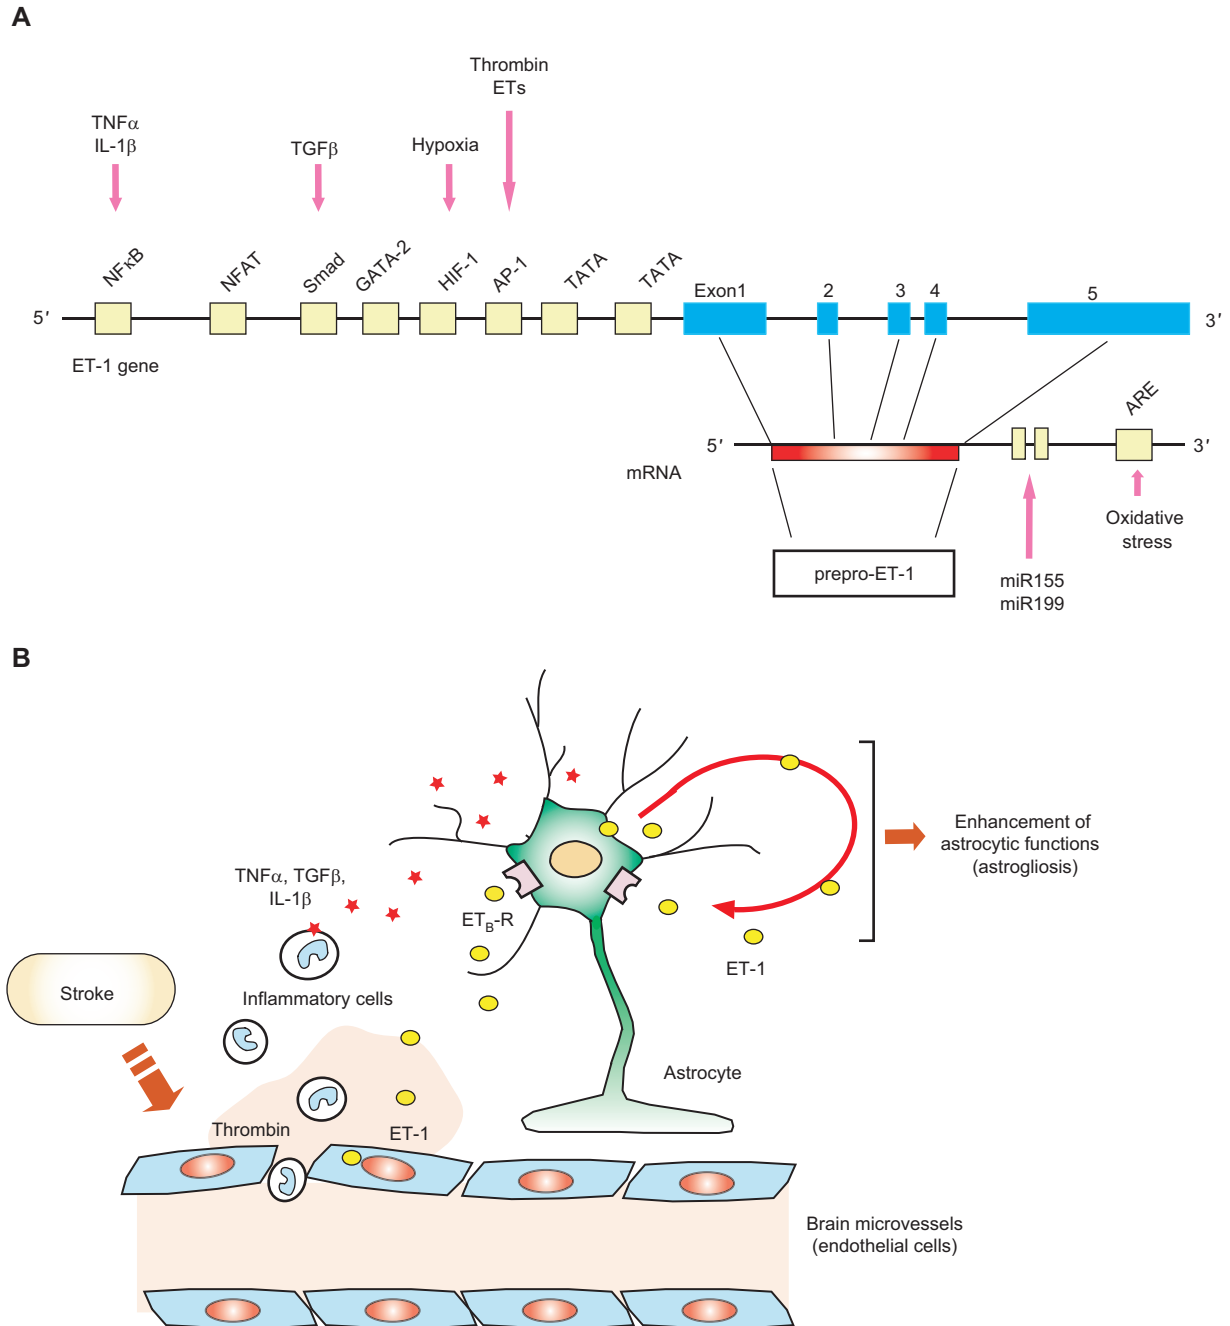 A
Thrombin
ETs
TNFα
IL-1β
TGFβ
Hypoxia
NFκB
NFAT
Smad
GATA-2
HIF-1
AP-1
TATA
TATA
Exon1
2
3
4
5
5′
3′
ET-1 gene
ARE
5′
3′
mRNA
Oxidative
stress
prepro-ET-1
miR155
miR199
B
Enhancement of
astrocytic functions
(astrogliosis)
TNFα, TGFβ,
IL-1β
ETB-R
ET-1
Stroke
Inflammatory cells
Astrocyte
Thrombin
ET-1
Brain microvessels
(endothelial cells)